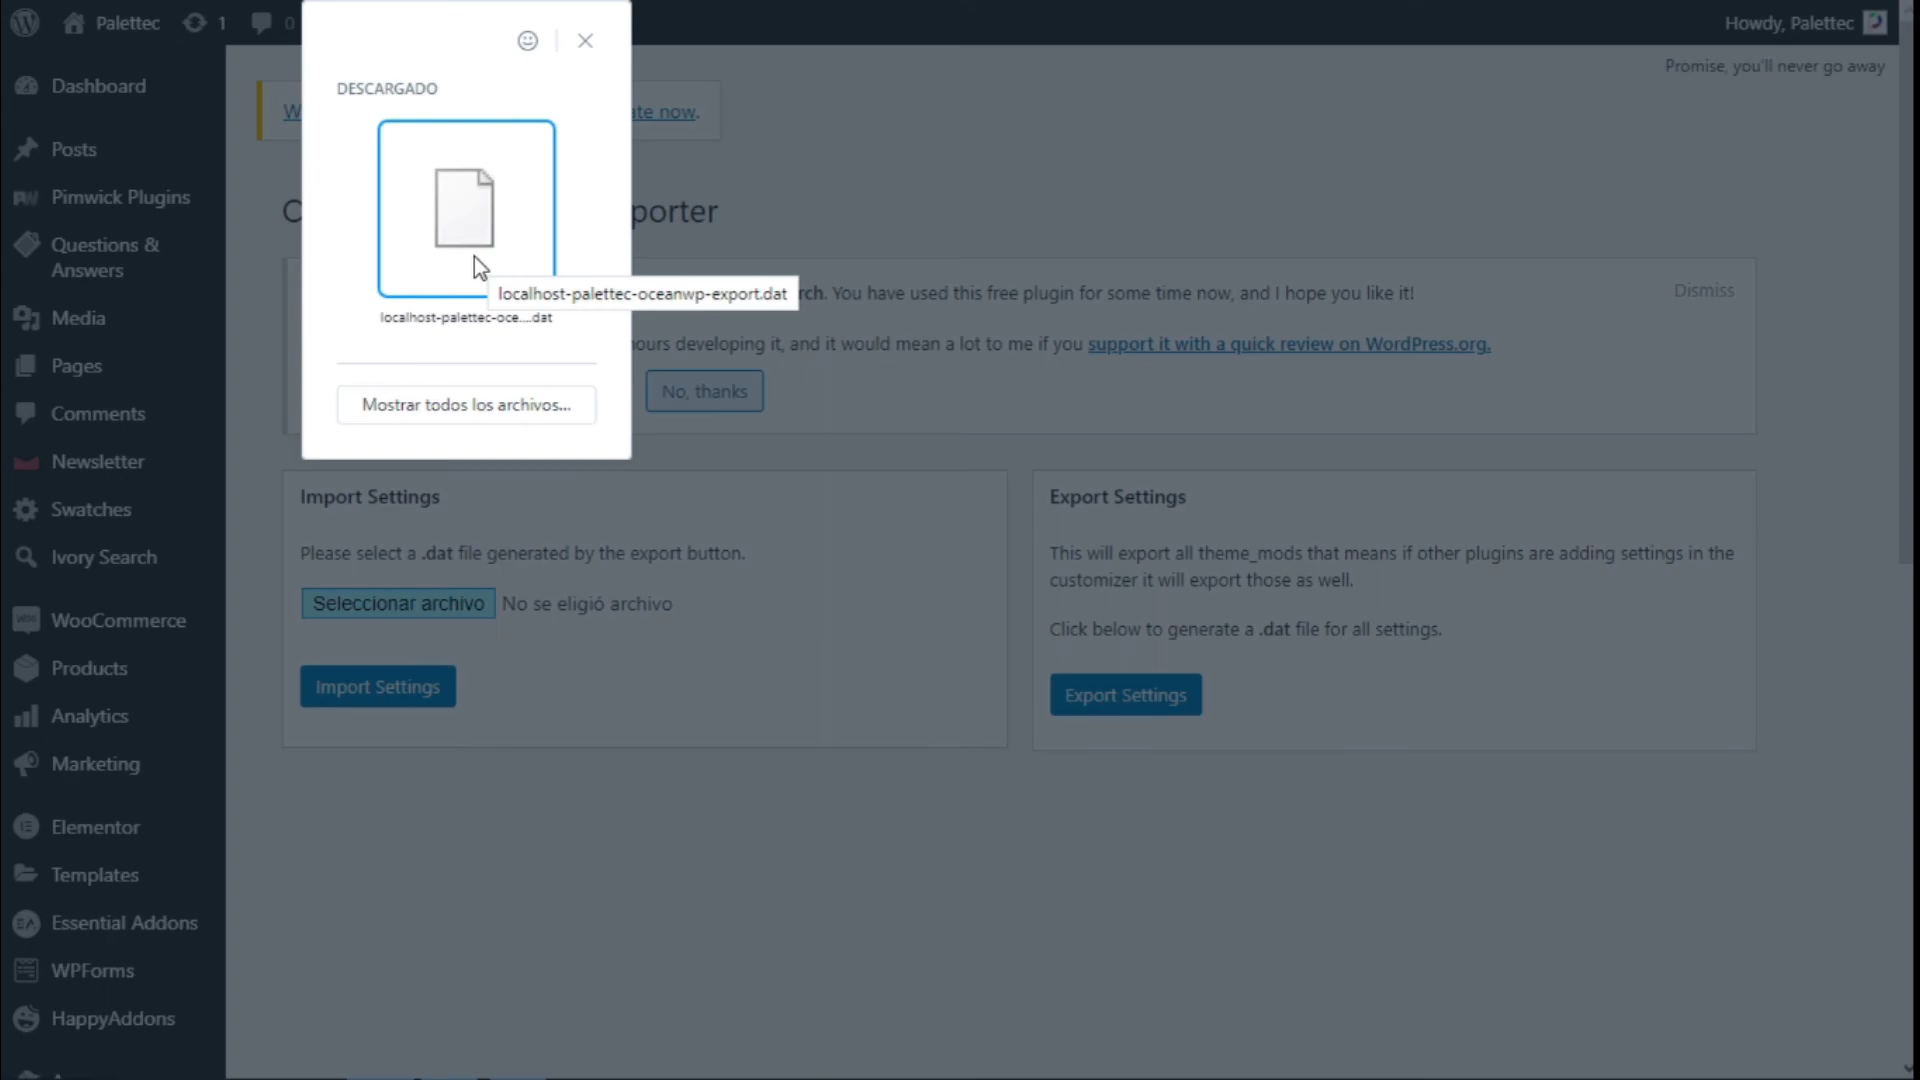 Palettec
1
0
Howdy, Palettec
Promise, you'll never go away
DESCARGADO
localhost-palettec-oceanwp-export.dat
localhost-palettec-oce....dat
Mostrar todos los archivos...
W
ate now.
porter
rch. You have used this free plugin for some time now, and I hope you like it!
Dismiss
ours developing it, and it would mean a lot to me if you support it with a quick review on WordPress.org.
No, thanks
Dashboard
Posts
PW Pimwick Plugins
Questions &
Answers
Media
Pages
Comments
Newsletter
Swatches
Ivory Search
Woo WooCommerce
Products
Analytics
Marketing
Elementor
Templates
EA Essential Addons
WPForms
HappyAddons
Import Settings
Please select a .dat file generated by the export button.
Seleccionar archivo No se eligió archivo
Import Settings
Export Settings
This will export all theme_mods that means if other plugins are adding settings in the
customizer it will export those as well.
Click below to generate a .dat file for all settings.
Export Settings